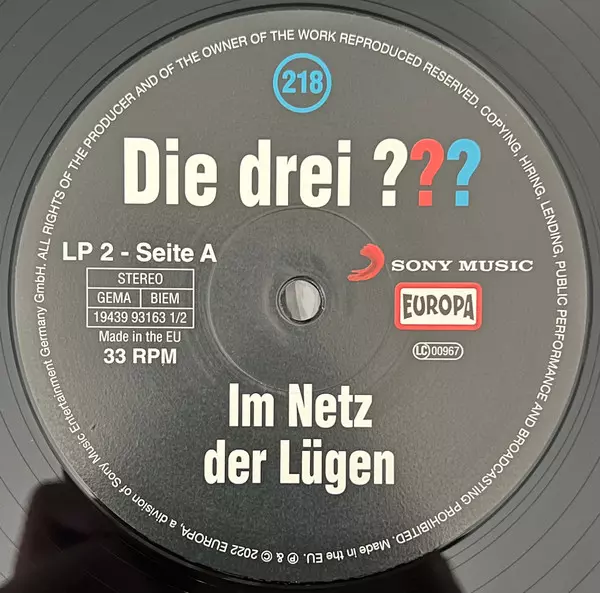 218
Die drei ???
LP 2 - Seite A
STEREO
GEMA BIEM
19439 93163 1/2
Made in the EU
33 RPM
SONY MUSIC
EUROPA
LC 00967
Im Netz
der Lügen
℗ & © 2022 EUROPA, a division of Sony Music Entertainment Germany GmbH. ALL RIGHTS OF THE PRODUCER AND OF THE OWNER OF THE WORK REPRODUCED RESERVED, COPYING, HIRING, LENDING, PUBLIC PERFORMANCE AND BROADCASTING PROHIBITED. Made in the EU.